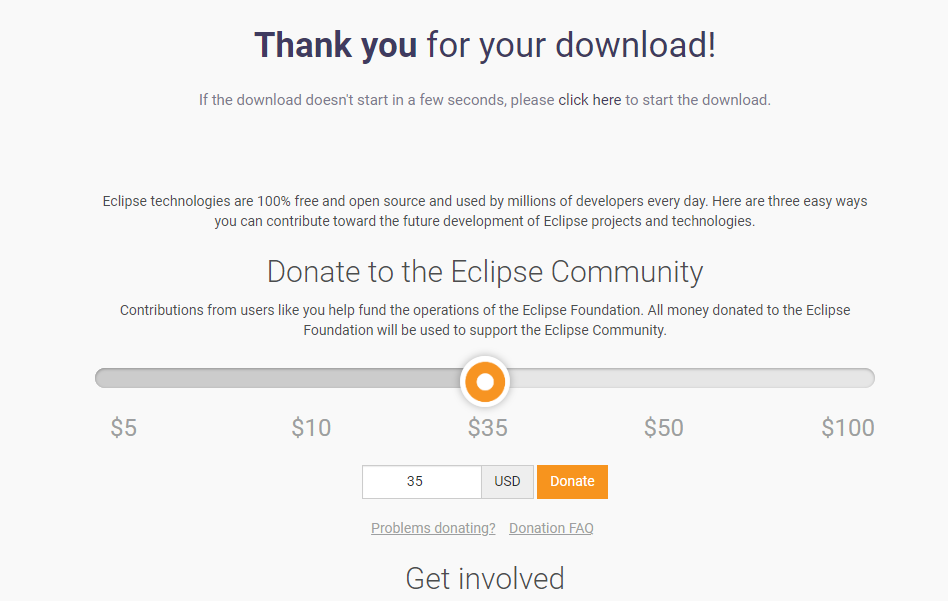 Thank you for your download!
If the download doesn't start in a few seconds, please click here to start the download.
Eclipse technologies are 100% free and open source and used by millions of developers every day. Here are three easy ways
you can contribute toward the future development of Eclipse projects and technologies.
Donate to the Eclipse Community
Contributions from users like you help fund the operations of the Eclipse Foundation. All money donated to the Eclipse
Foundation will be used to support the Eclipse Community.
$5 $10 $35 $50 $100
35 USD Donate
Problems donating? Donation FAQ
Get involved